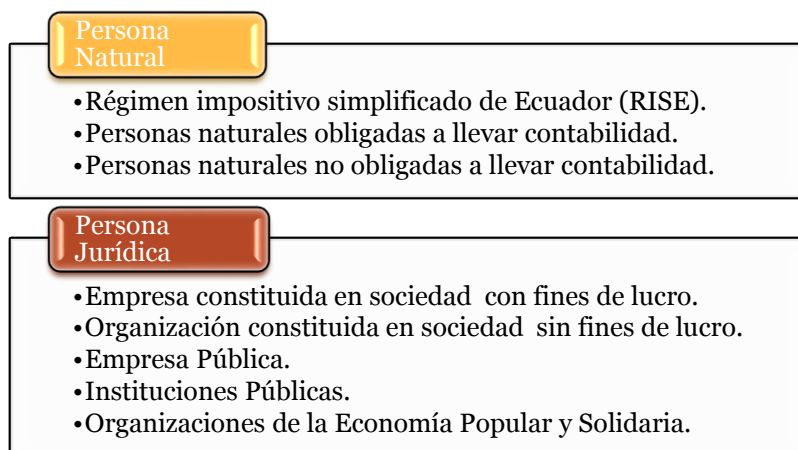 Persona
Natural
•Régimen impositivo simplificado de Ecuador (RISE).
•Personas naturales obligadas a llevar contabilidad.
•Personas naturales no obligadas a llevar contabilidad.
Persona
Jurídica
•Empresa constituida en sociedad con fines de lucro.
•Organización constituida en sociedad sin fines de lucro.
•Empresa Pública.
•Instituciones Públicas.
•Organizaciones de la Economía Popular y Solidaria.